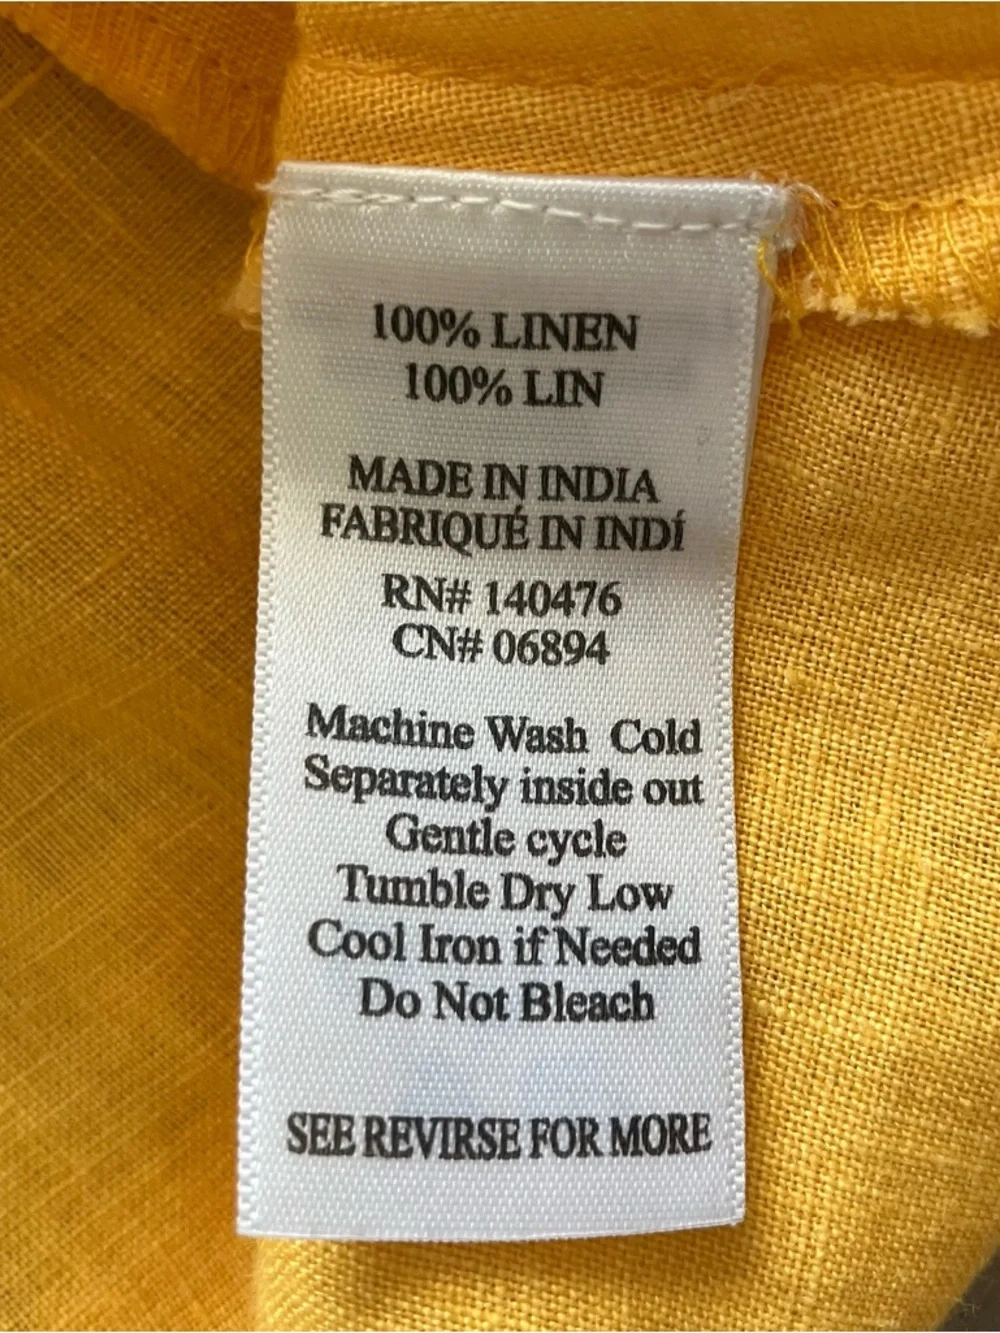 100% LINEN
100% LIN
MADE IN INDIA
FABRIQUÉ IN INDÍ
RN# 140476
CN# 06894
Machine Wash Cold
Separately inside out
Gentle cycle
Tumble Dry Low
Cool Iron if Needed
Do Not Bleach
SEE REVIRSE FOR MORE